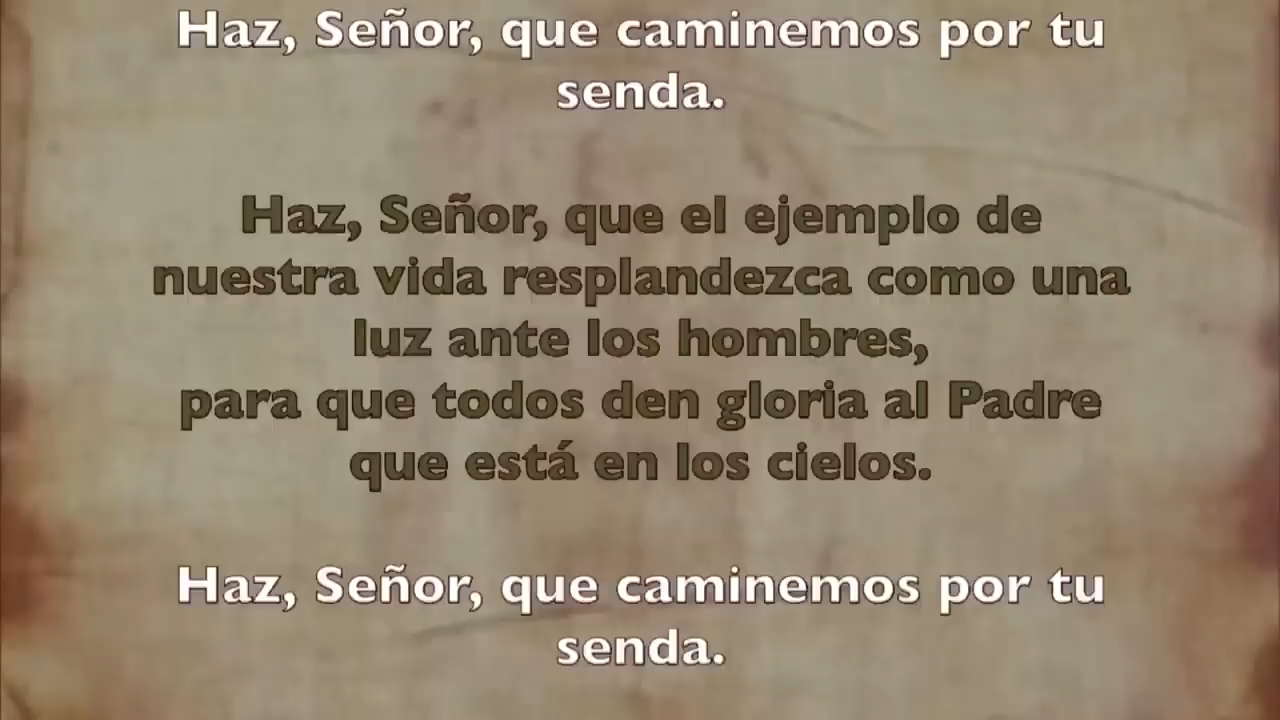 Haz, Señor, que caminemos por tu
senda.
Haz, Señor, que el ejemplo de
nuestra vida resplandezca como una
luz ante los hombres,
para que todos den gloria al Padre
que está en los cielos.
Haz, Señor, que caminemos por tu
senda.